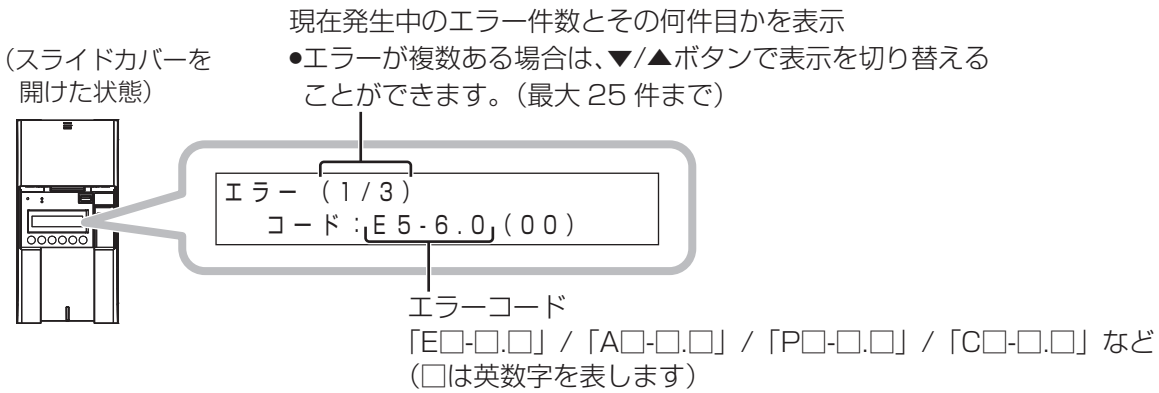 現在発生中のエラー件数とその何件目かを表示
●エラーが複数ある場合は、▼/▲ボタンで表示を切り替える
ことができます。（最大 25 件まで）
（スライドカバーを
開けた状態）
エラー（1/3）
コード:E5-6.0(00)
エラーコード
「E□-□.□」/「A□-□.□」/「P□-□.□」/「C□-□.□」など
（□は英数字を表します）